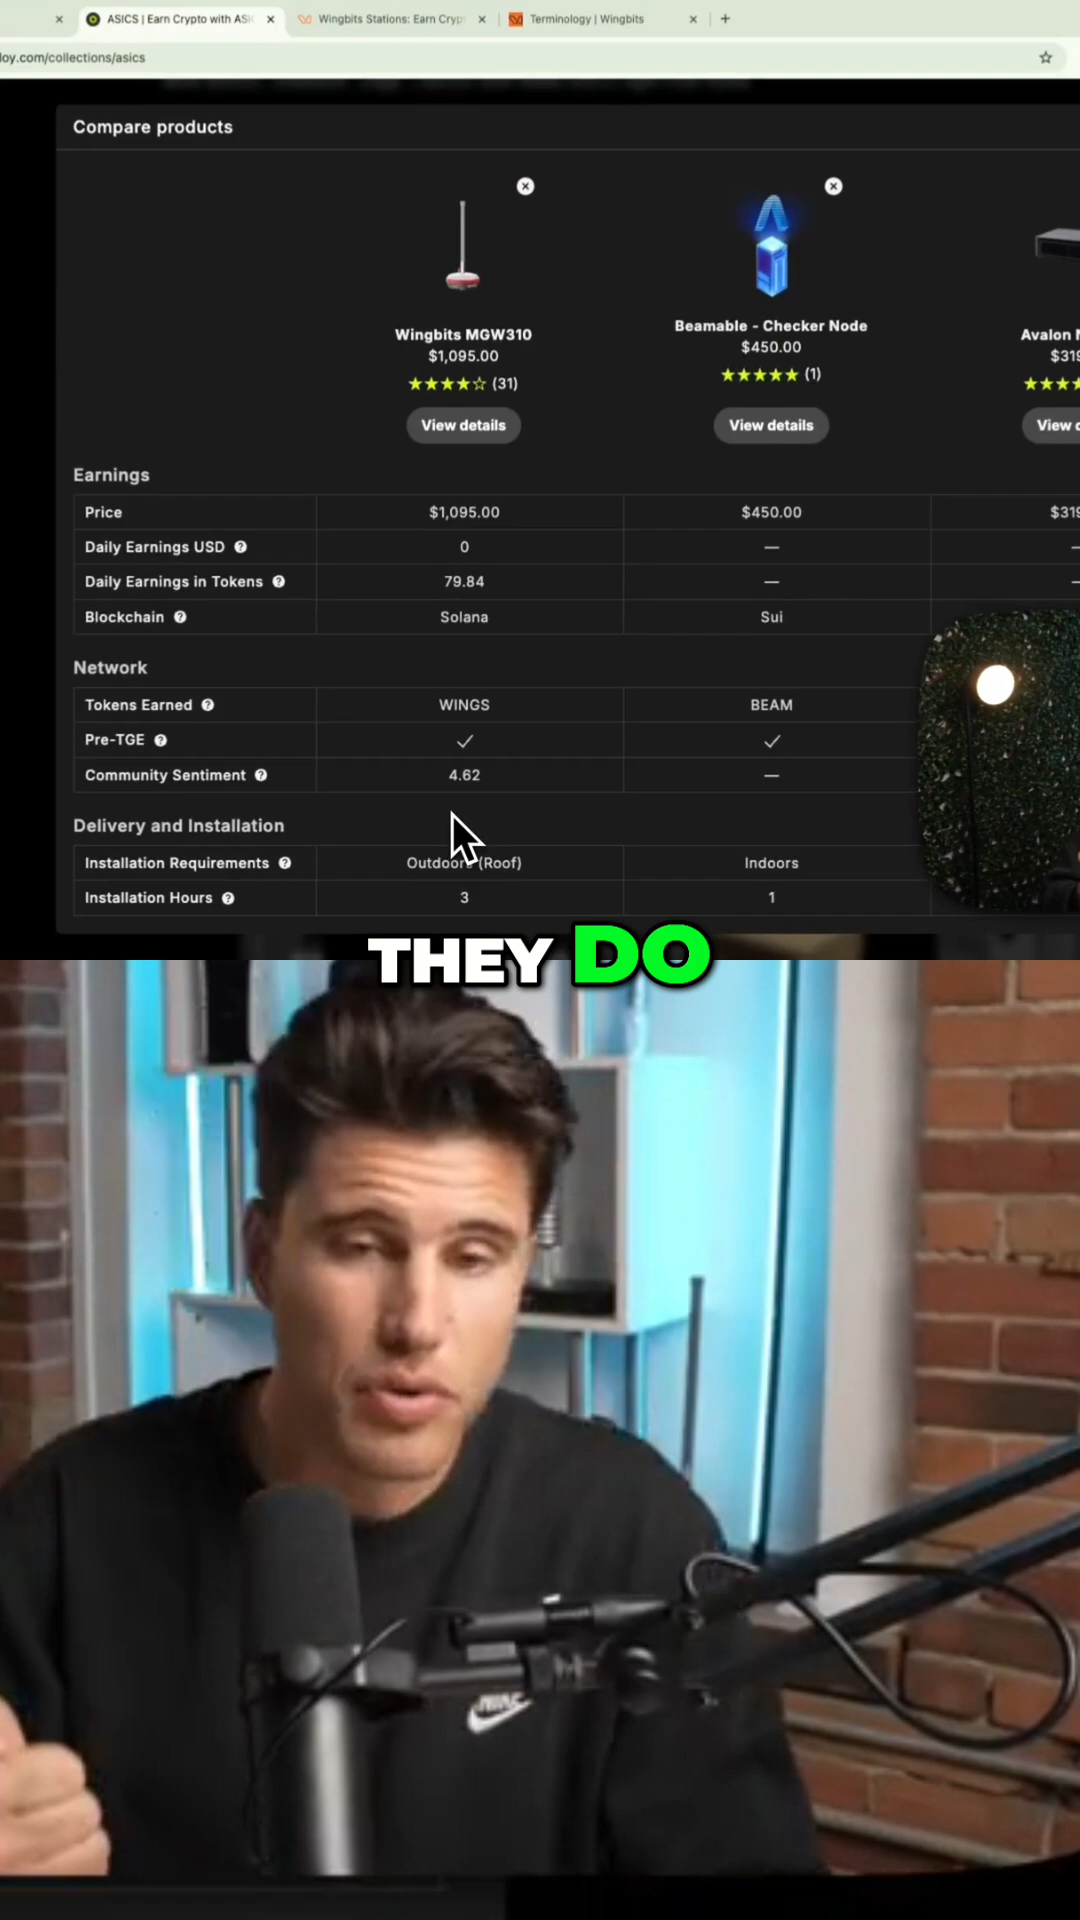 ASICS | Earn Crypto with ASI
Wingbits Stations: Earn Cryp
Terminology | Wingbits
loy.com/collections/asics
Compare products
Wingbits MGW310
$1,095.00
(31)
View details
Beamable - Checker Node
$450.00
(1)
View details
Avalon
$319
View
Earnings
Price $1,095.00 $450.00 $319
Daily Earnings USD ? 0 — —
Daily Earnings in Tokens ? 79.84 — —
Blockchain ? Solana Sui
Network
Tokens Earned ? WINGS BEAM
Pre-TGE ?
Community Sentiment ? 4.62 —
Delivery and Installation
Installation Requirements ? Outdoors (Roof) Indoors
Installation Hours ? 3 1
THEY DO
NIKE